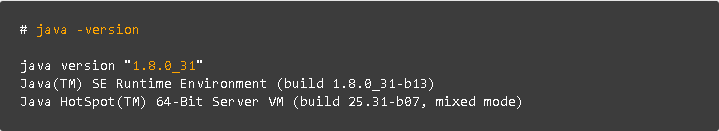 # java -version
java version "1.8.0_31"
Java(TM) SE Runtime Environment (build 1.8.0_31-b13)
Java HotSpot(TM) 64-Bit Server VM (build 25.31-b07, mixed mode)